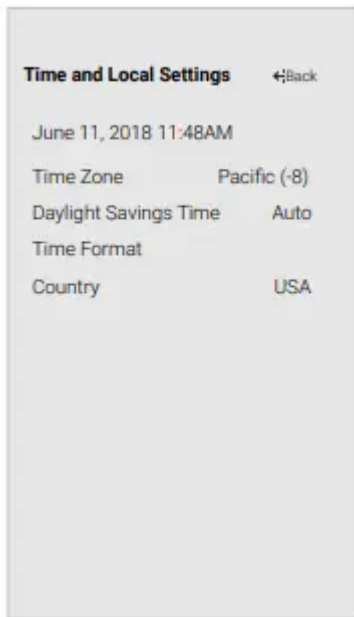 Time and Local Settings Back
June 11, 2018 11:48AM
Time Zone Pacific (-8)
Daylight Savings Time Auto
Time Format
Country USA